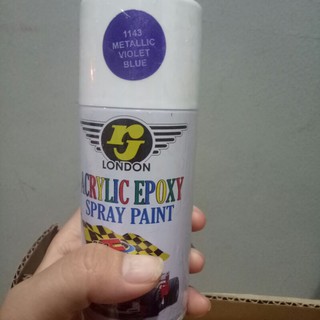 1143
METALLIC
VIOLET
BLUE
rj
LONDON
ACRYLIC EPOXY
SPRAY PAINT